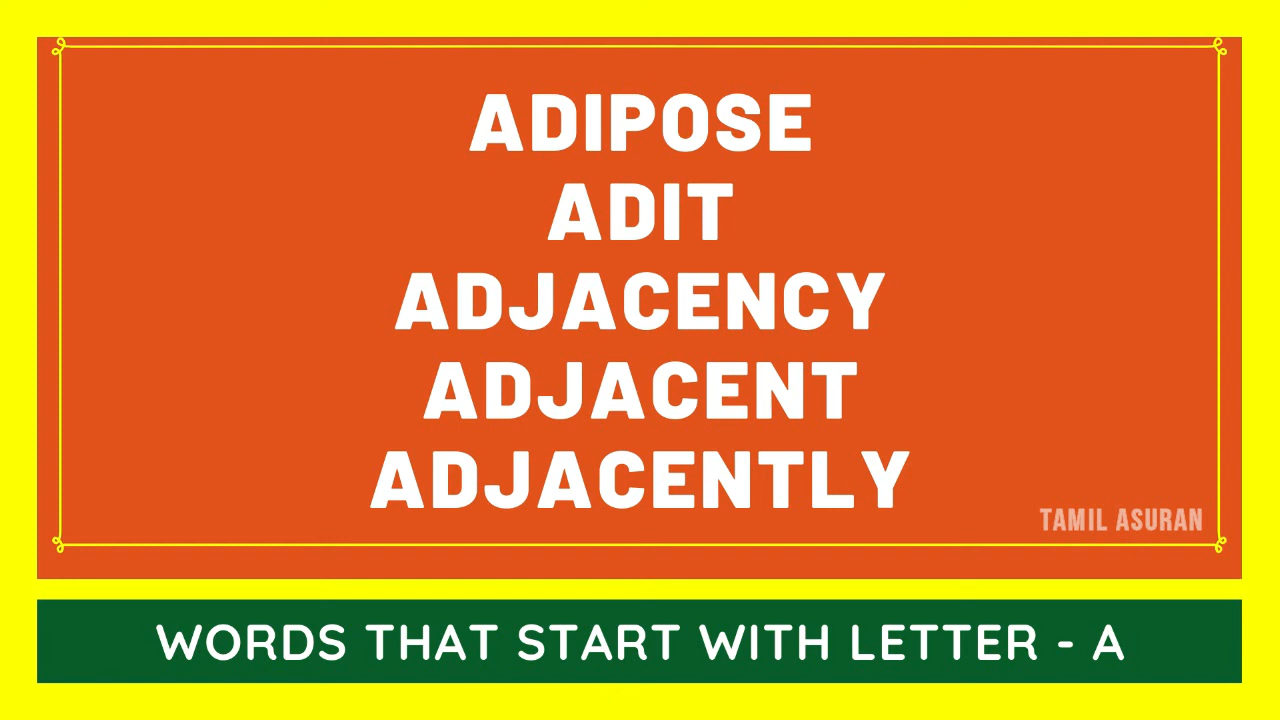 ADIPOSE
ADIT
ADJACENCY
ADJACENT
ADJACENTLY
TAMIL ASURAN
WORDS THAT START WITH LETTER - A